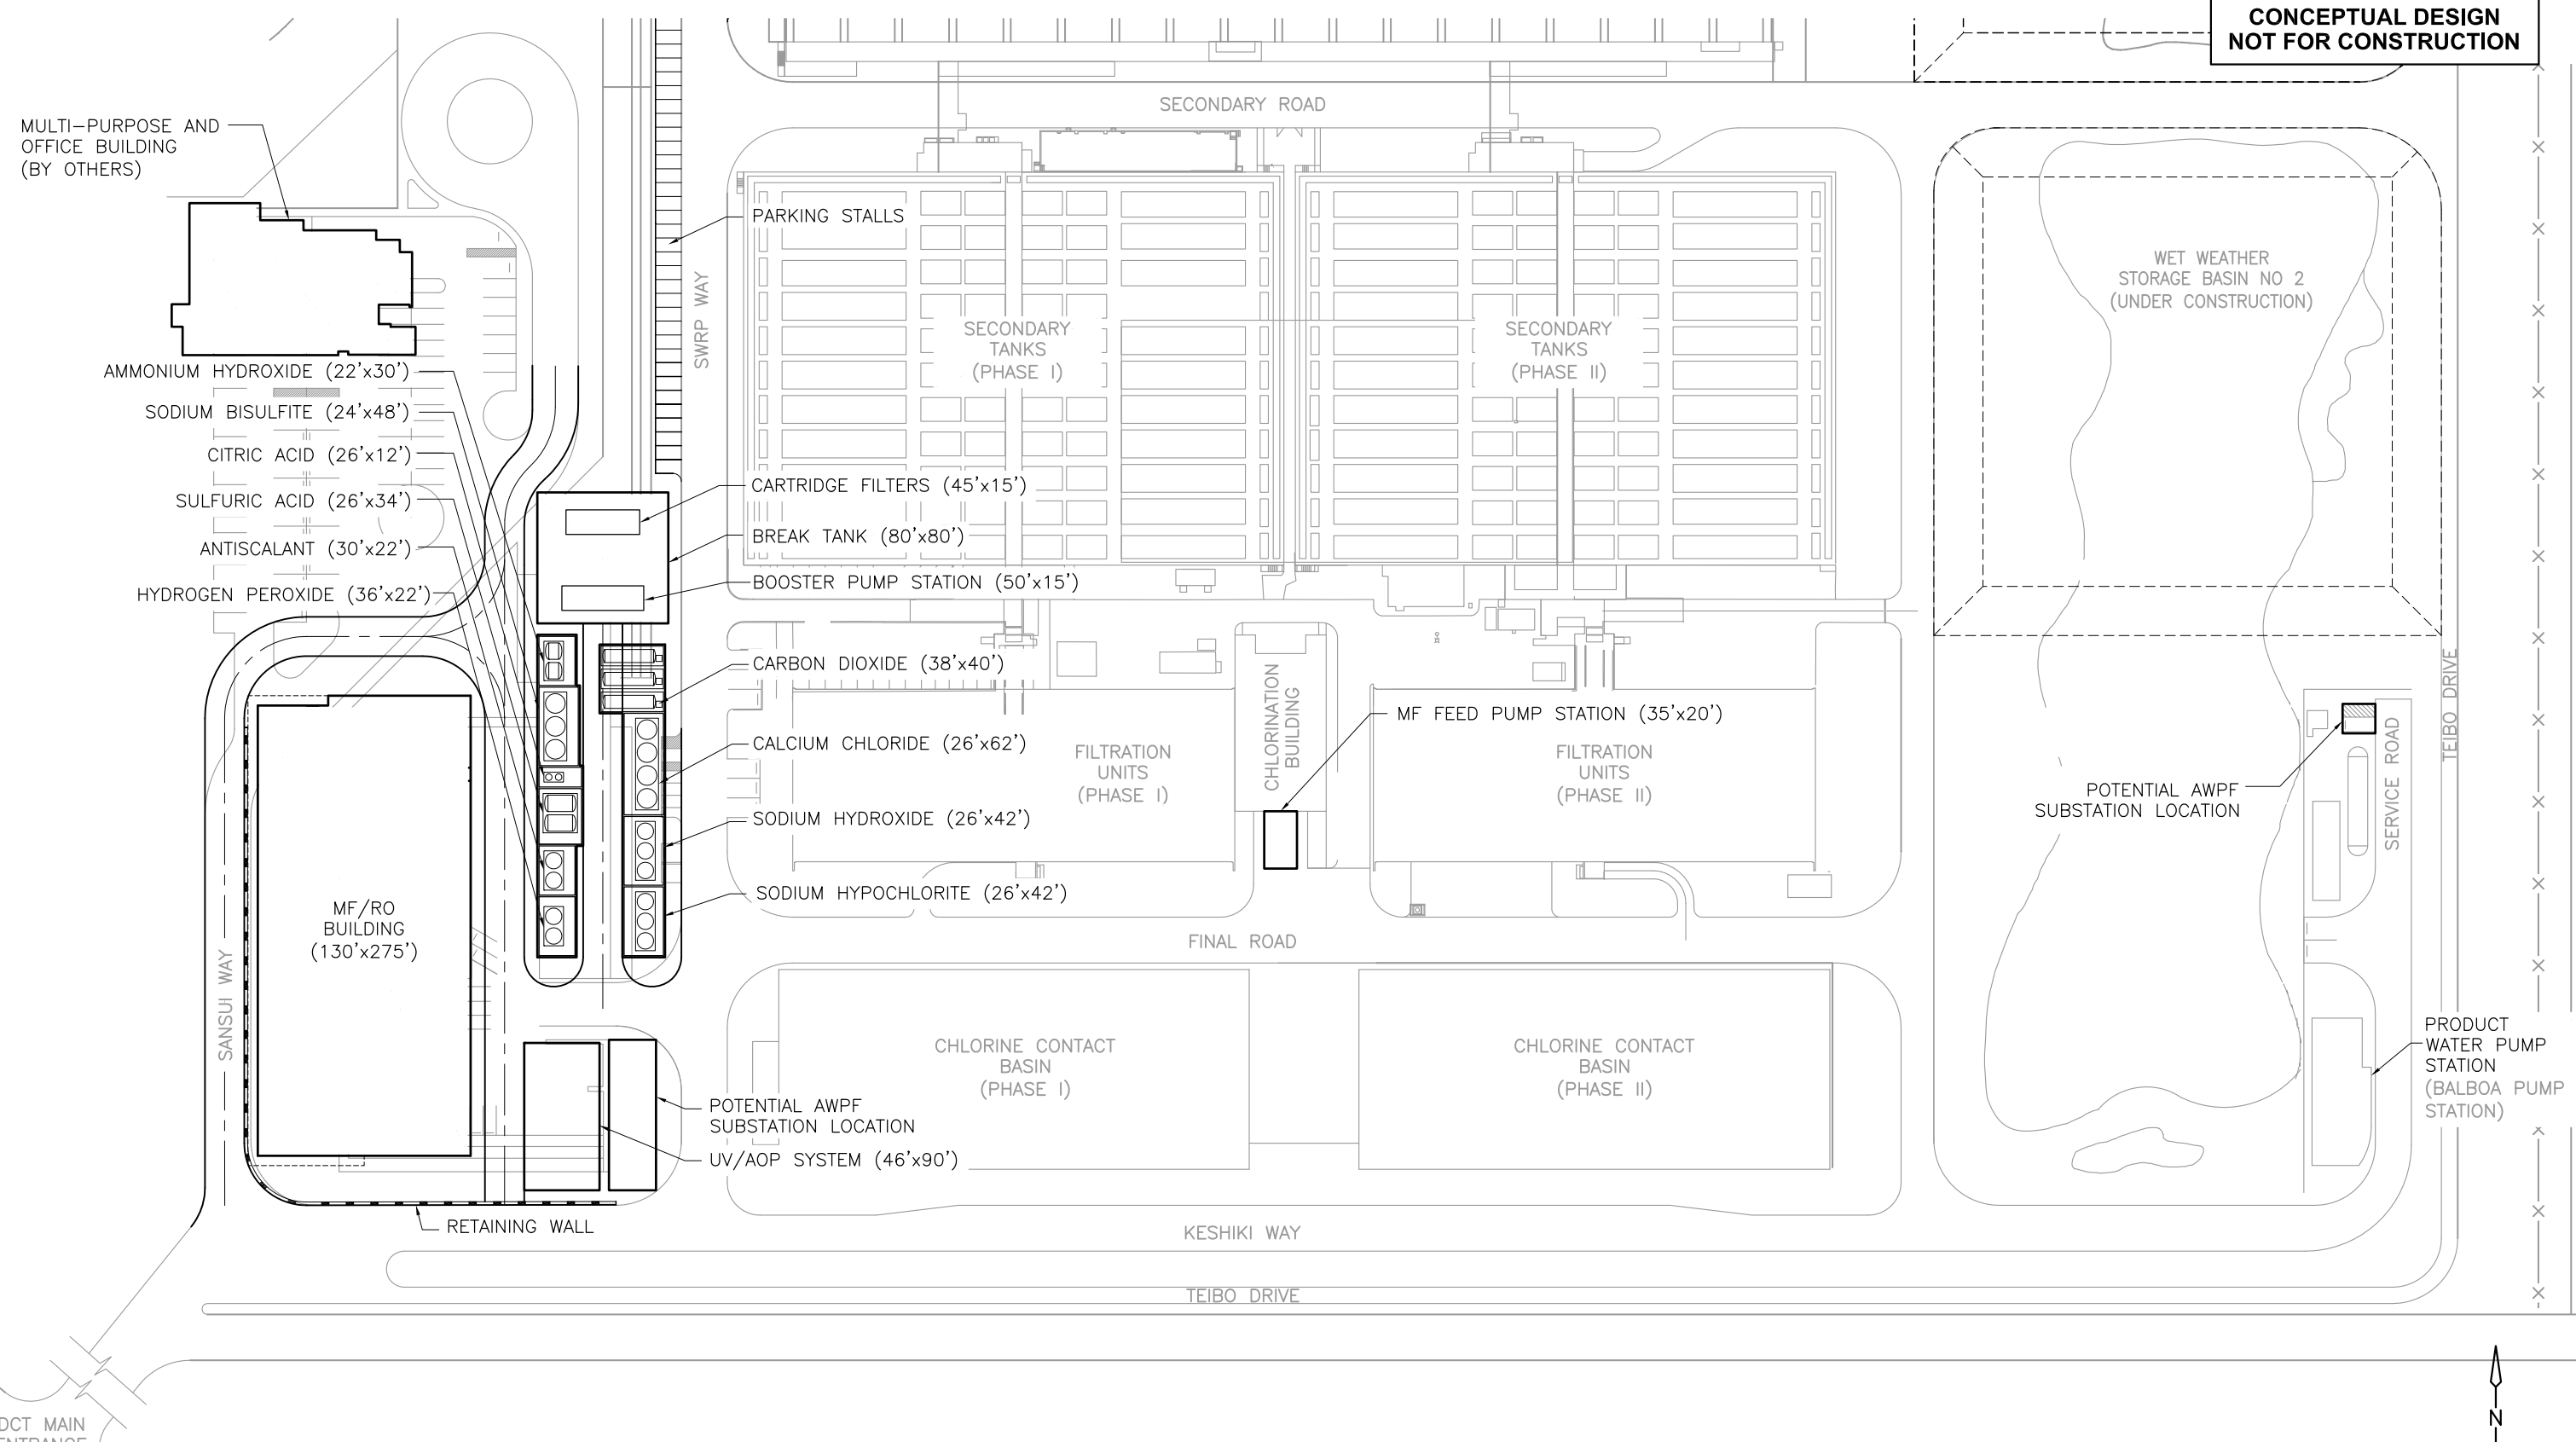 CONCEPTUAL DESIGN
NOT FOR CONSTRUCTION
SECONDARY ROAD
MULTI-PURPOSE AND
OFFICE BUILDING
(BY OTHERS)
PARKING STALLS
SWRP WAY
WET WEATHER
STORAGE BASIN NO 2
(UNDER CONSTRUCTION)
SECONDARY
TANKS
(PHASE I)
SECONDARY
TANKS
(PHASE II)
AMMONIUM HYDROXIDE (22'x30')
SODIUM BISULFITE (24'x48')
CITRIC ACID (26'x12')
SULFURIC ACID (26'x34')
ANTISCALANT (30'x22')
HYDROGEN PEROXIDE (36'x22')
CARTRIDGE FILTERS (45'x15')
BREAK TANK (80'x80')
BOOSTER PUMP STATION (50'x15')
CARBON DIOXIDE (38'x40')
CALCIUM CHLORIDE (26'x62')
SODIUM HYDROXIDE (26'x42')
SODIUM HYPOCHLORITE (26'x42')
FILTRATION
UNITS
(PHASE I)
CHLORINATION
BUILDING
MF FEED PUMP STATION (35'x20')
FILTRATION
UNITS
(PHASE II)
POTENTIAL AWPF
SUBSTATION LOCATION
SERVICE ROAD
TEIBO DRIVE
MF/RO
BUILDING
(130'x275')
SANSUI WAY
FINAL ROAD
CHLORINE CONTACT
BASIN
(PHASE I)
CHLORINE CONTACT
BASIN
(PHASE II)
PRODUCT
WATER PUMP
STATION
(BALBOA PUMP
STATION)
POTENTIAL AWPF
SUBSTATION LOCATION
UV/AOP SYSTEM (46'x90')
RETAINING WALL
KESHIKI WAY
TEIBO DRIVE
DCT MAIN
N